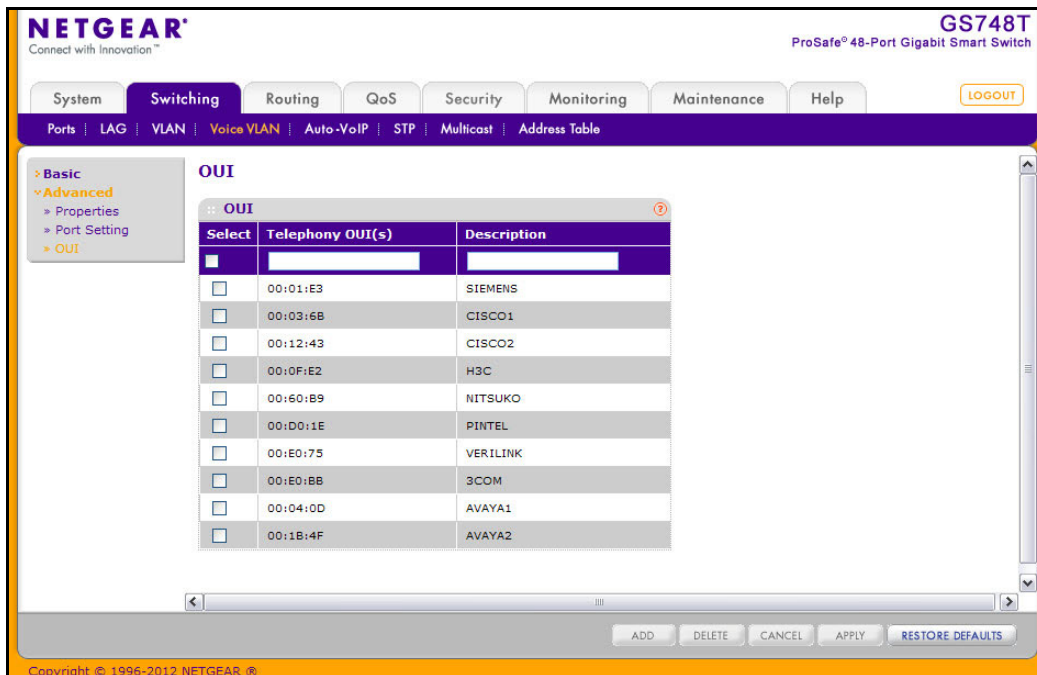 NETGEAR®
Connect with Innovation™
GS748T
ProSafe® 48-Port Gigabit Smart Switch
System Switching Routing QoS Security Monitoring Maintenance Help LOGOUT
Ports | LAG | VLAN | Voice VLAN | Auto-VoIP | STP | Multicast | Address Table
Basic
Advanced
» Properties
» Port Setting
» OUI
OUI
:: OUI ?
Select Telephony OUI(s) Description
00:01:E3 SIEMENS
00:03:6B CISCO1
00:12:43 CISCO2
00:0F:E2 H3C
00:60:B9 NITSUKO
00:D0:1E PINTEL
00:E0:75 VERILINK
00:E0:BB 3COM
00:04:0D AVAYA1
00:1B:4F AVAYA2
ADD DELETE CANCEL APPLY RESTORE DEFAULTS
Copyright © 1996-2012 NETGEAR ®